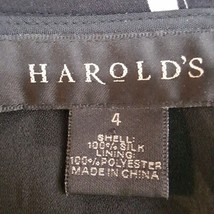 HAROLD'S
4
SHELL:
100% SILK
LINING:
100% POLYESTER
MADE IN CHINA